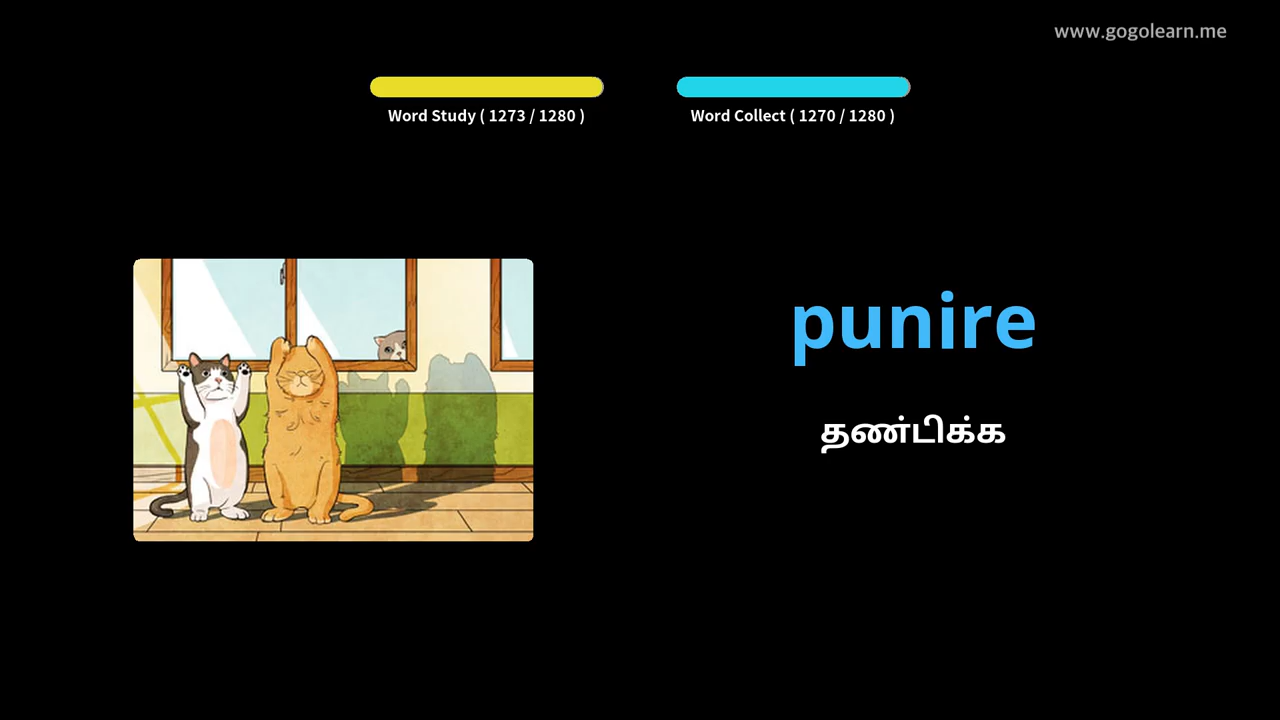 www.gogolearn.me
Word Study ( 1273 / 1280 )
Word Collect ( 1270 / 1280 )
punire
தண்பிக்க